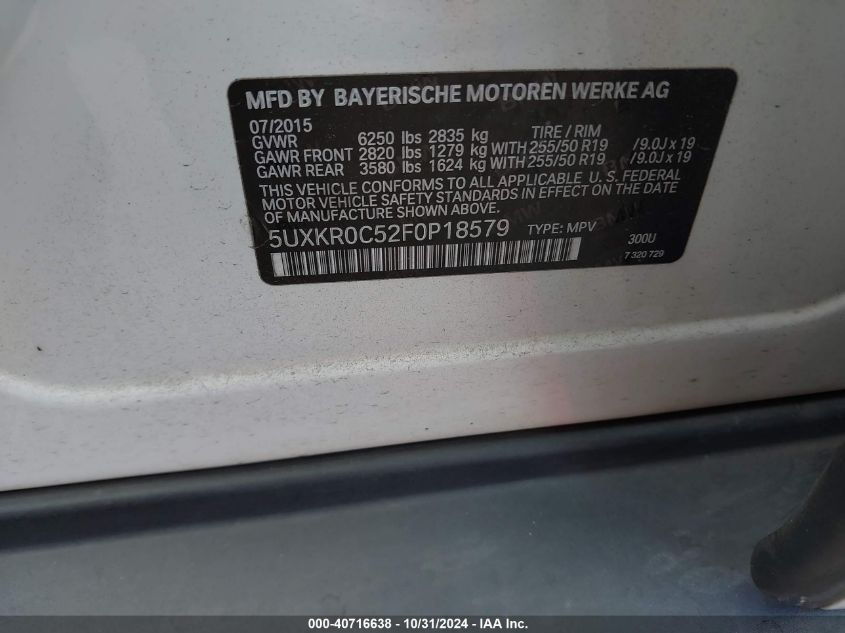 MFD BY BAYERISCHE MOTOREN WERKE AG
07/2015 TIRE / RIM
GVWR 6250 lbs 2835 kg
GAWR FRONT 2820 lbs 1279 kg WITH 255/50 R19 /9.0J x 19
GAWR REAR 3580 lbs 1624 kg WITH 255/50 R19 /9.0J x 19
THIS VEHICLE CONFORMS TO ALL APPLICABLE U. S. FEDERAL
MOTOR VEHICLE SAFETY STANDARDS IN EFFECT ON THE DATE
OF MANUFACTURE SHOWN ABOVE.
5UXKR0C52F0P18579 TYPE: MPV 300U
7 320 729
000-40716638 - 10/31/2024 - IAA Inc.